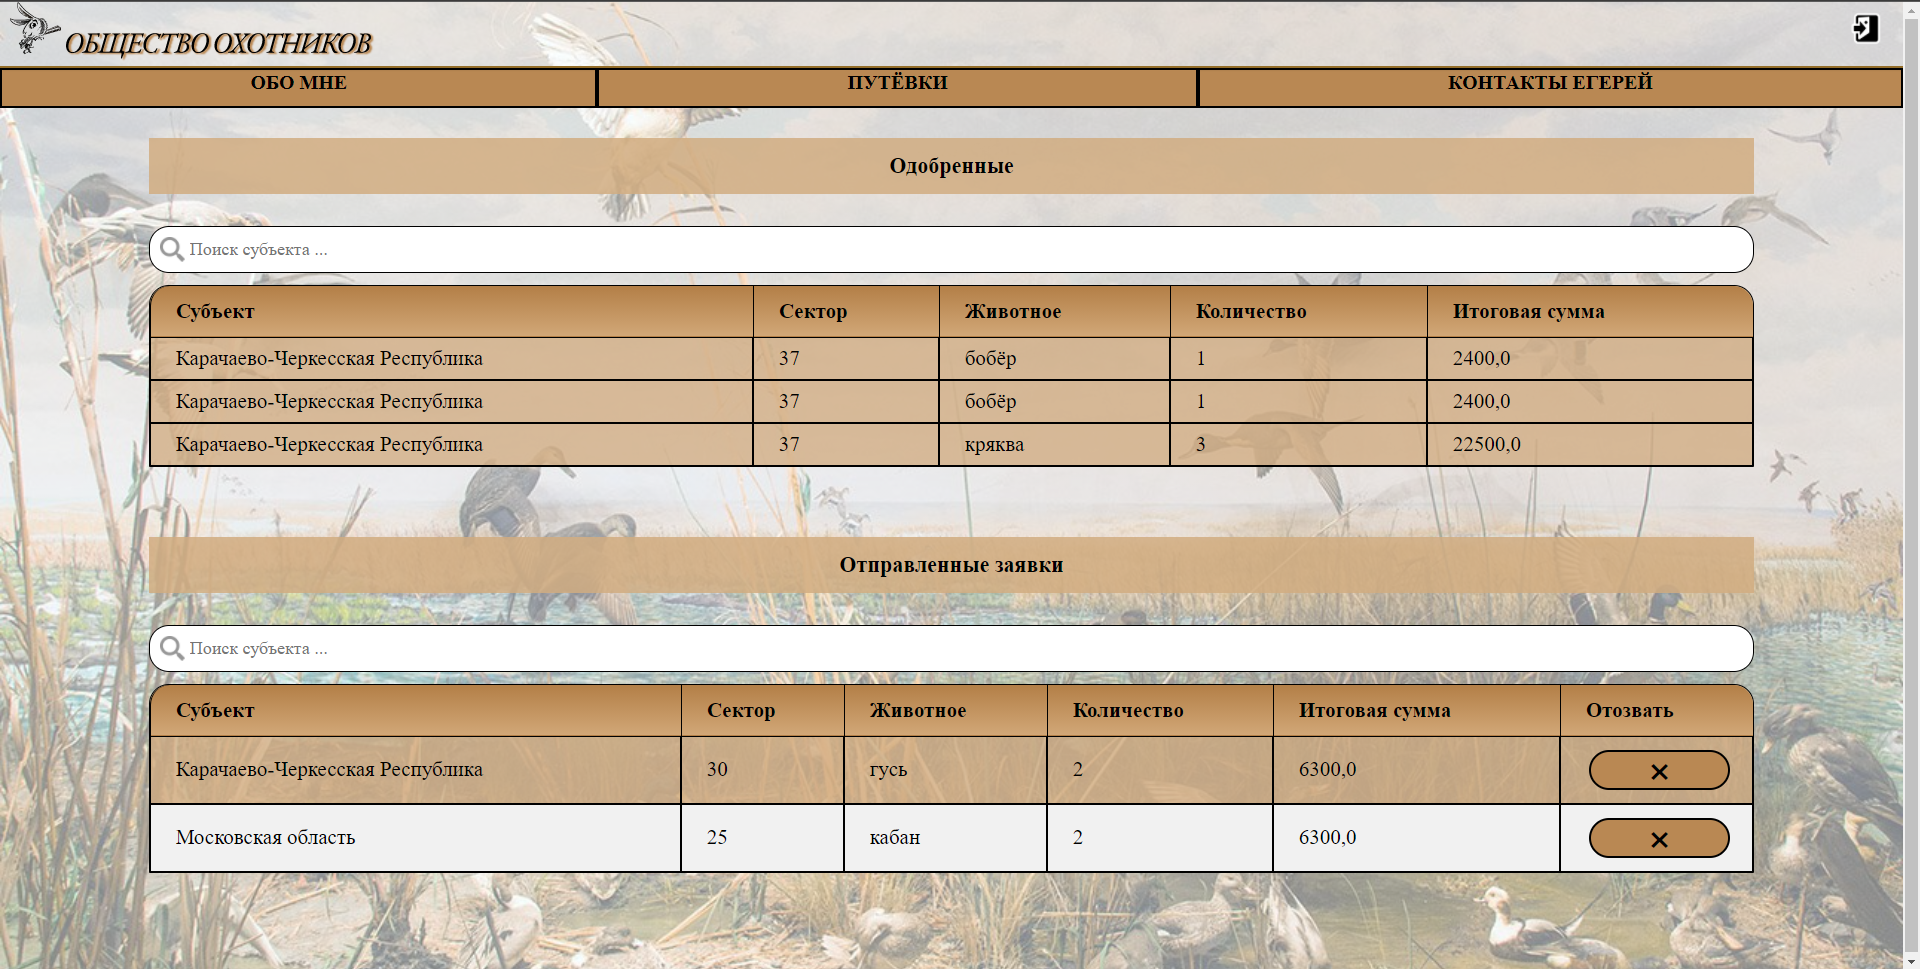 ОБЩЕСТВО ОХОТНИКОВ
ОБО МНЕ ПУТЁВКИ КОНТАКТЫ ЕГЕРЕЙ
Одобренные
Поиск субъекта ...
Субъект Сектор Животное Количество Итоговая сумма
Карачаево-Черкесская Республика 37 бобёр 1 2400,0
Карачаево-Черкесская Республика 37 бобёр 1 2400,0
Карачаево-Черкесская Республика 37 кряква 3 22500,0
Отправленные заявки
Поиск субъекта ...
Субъект Сектор Животное Количество Итоговая сумма Отозвать
Карачаево-Черкесская Республика 30 гусь 2 6300,0 ×
Московская область 25 кабан 2 6300,0 ×